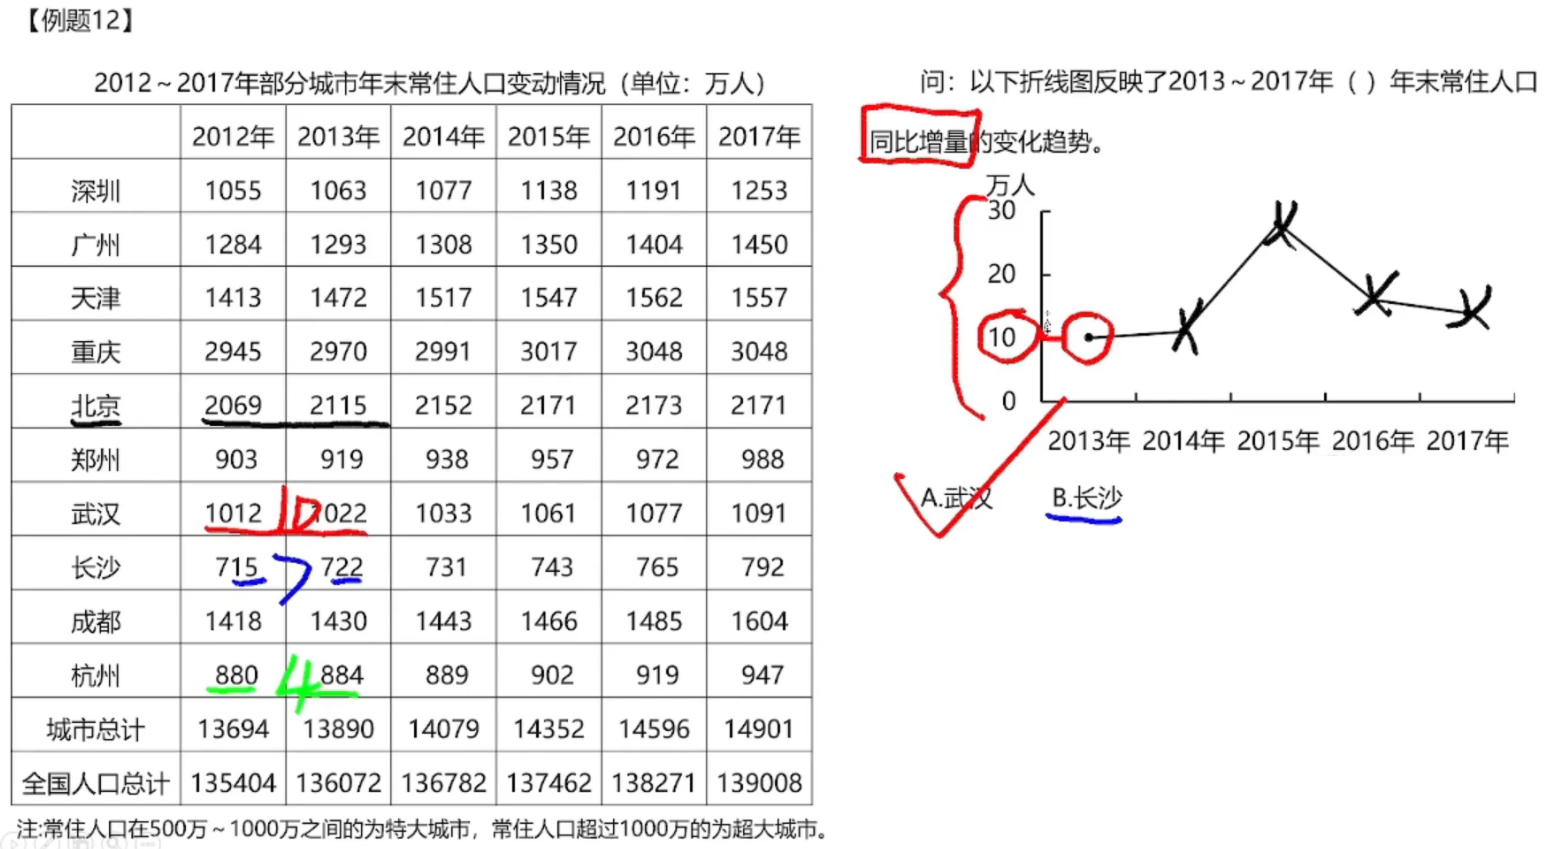 【例题12】
2012～2017年部分城市年末常住人口变动情况（单位：万人）
2012年 2013年 2014年 2015年 2016年 2017年
深圳 1055 1063 1077 1138 1191 1253
广州 1284 1293 1308 1350 1404 1450
天津 1413 1472 1517 1547 1562 1557
重庆 2945 2970 2991 3017 3048 3048
北京 2069 2115 2152 2171 2173 2171
郑州 903 919 938 957 972 988
武汉 1012 10 1022 1033 1061 1077 1091
长沙 715 7 722 731 743 765 792
成都 1418 1430 1443 1466 1485 1604
杭州 880 4 884 889 902 919 947
城市总计 13694 13890 14079 14352 14596 14901
全国人口总计 135404 136072 136782 137462 138271 139008
注:常住人口在500万～1000万之间的为特大城市，常住人口超过1000万的为超大城市。
问：以下折线图反映了2013～2017年（ ）年末常住人口
同比增量的变化趋势。
万人
30
20
10
0
2013年 2014年 2015年 2016年 2017年
A.武汉 B.长沙